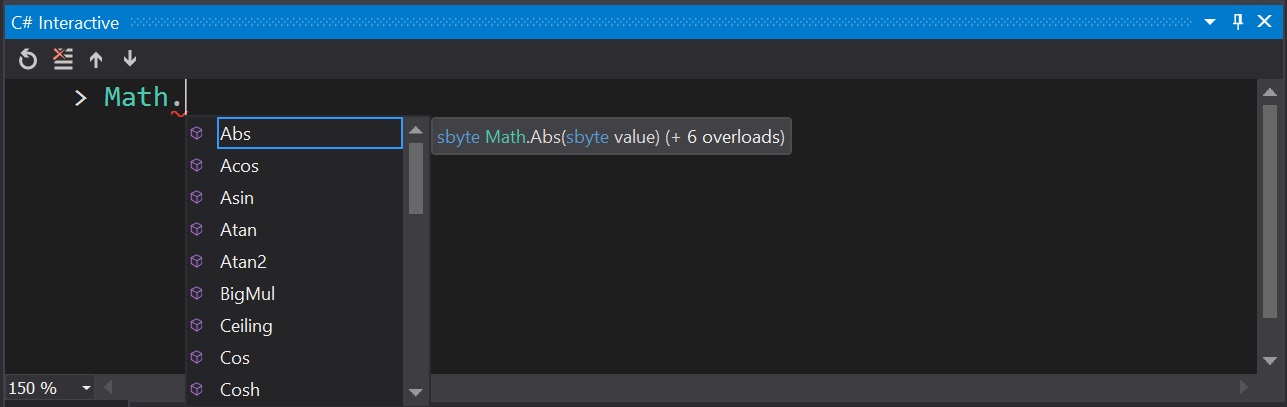 C# Interactive
> Math.
Abs
sbyte Math.Abs(sbyte value) (+ 6 overloads)
Acos
Asin
Atan
Atan2
BigMul
Ceiling
Cos
Cosh
150 %